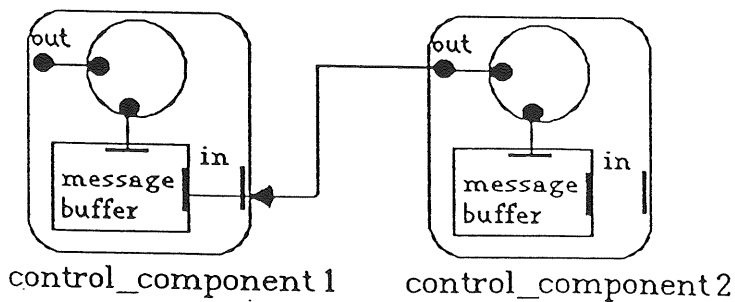 out
in
message
buffer
control_component 1
out
in
message
buffer
control_component 2